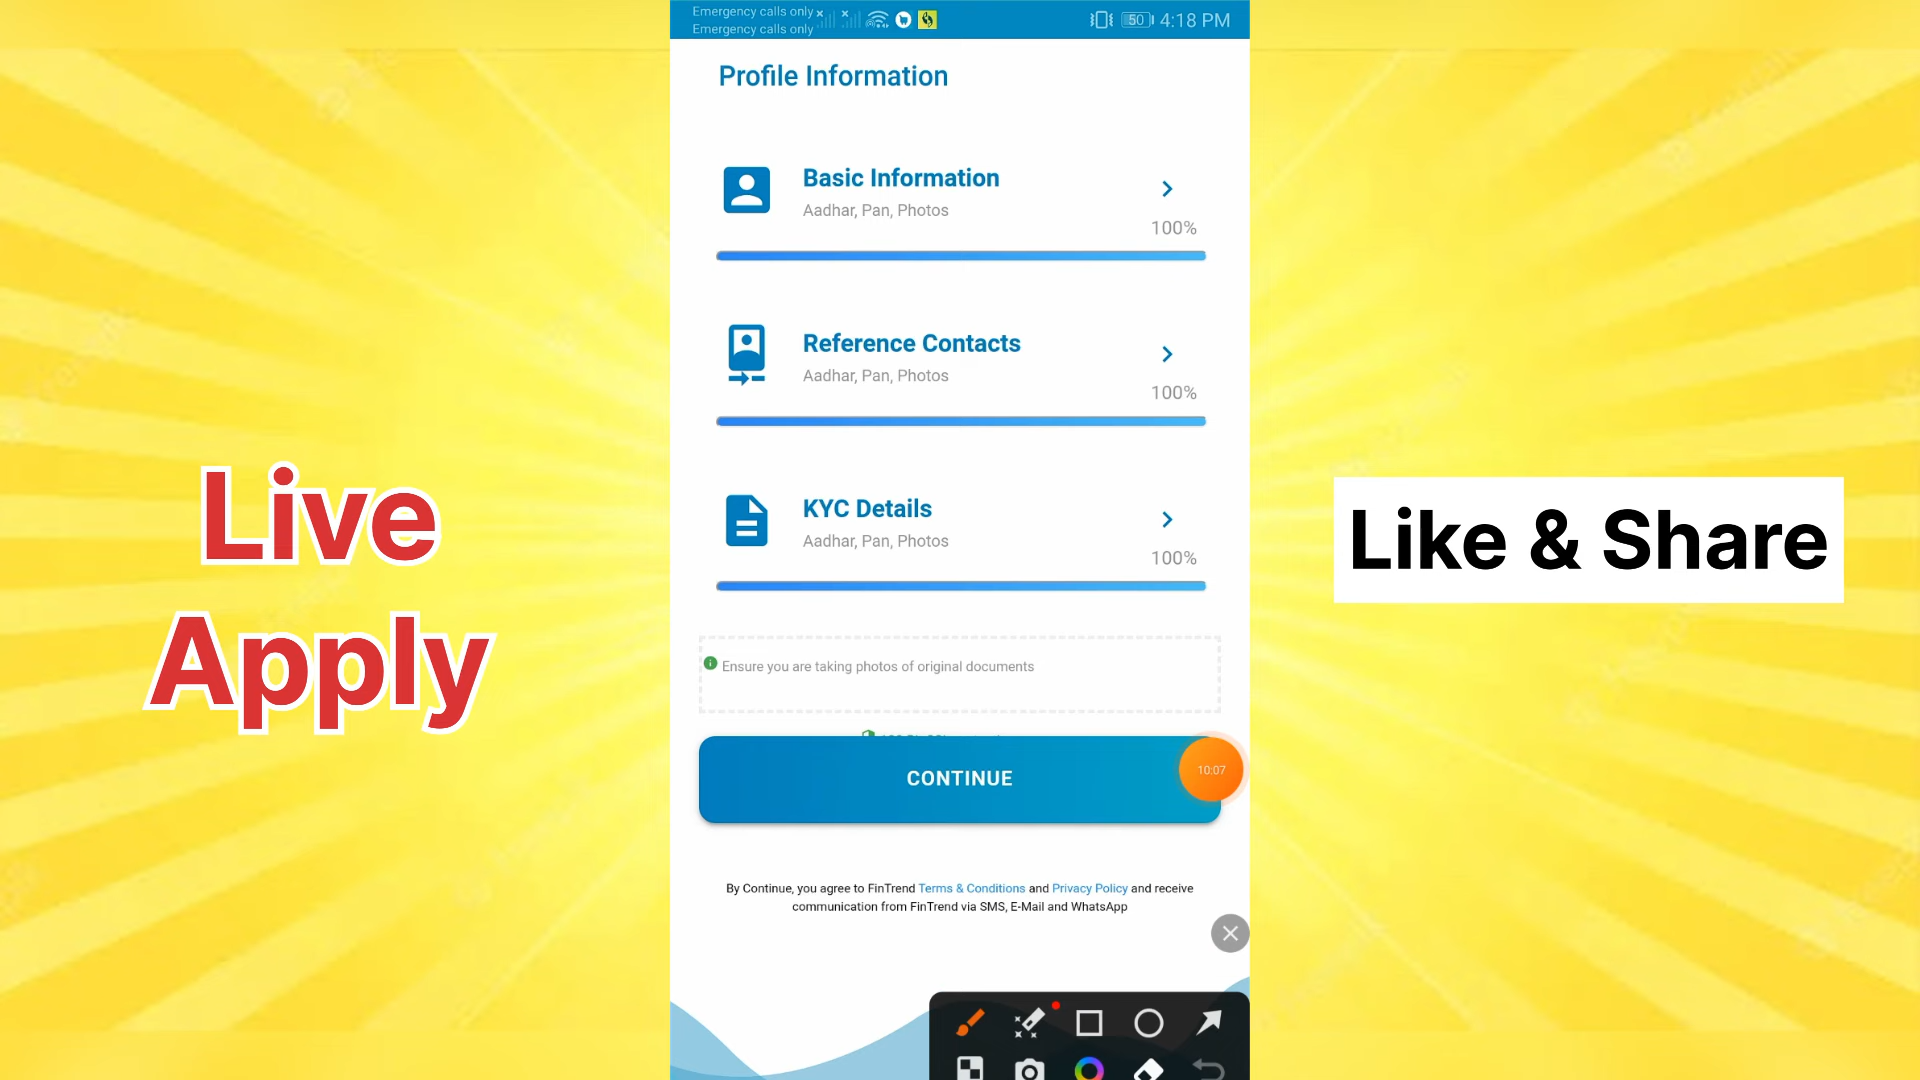 Emergency calls only
Emergency calls only
50 4:18 PM
Profile Information
Basic Information
Aadhar, Pan, Photos
100%
Reference Contacts
Aadhar, Pan, Photos
100%
KYC Details
Aadhar, Pan, Photos
100%
Ensure you are taking photos of original documents
CONTINUE
10:07
By Continue, you agree to FinTrend Terms & Conditions and Privacy Policy and receive
communication from FinTrend via SMS, E-Mail and WhatsApp
Live
Apply
Like & Share